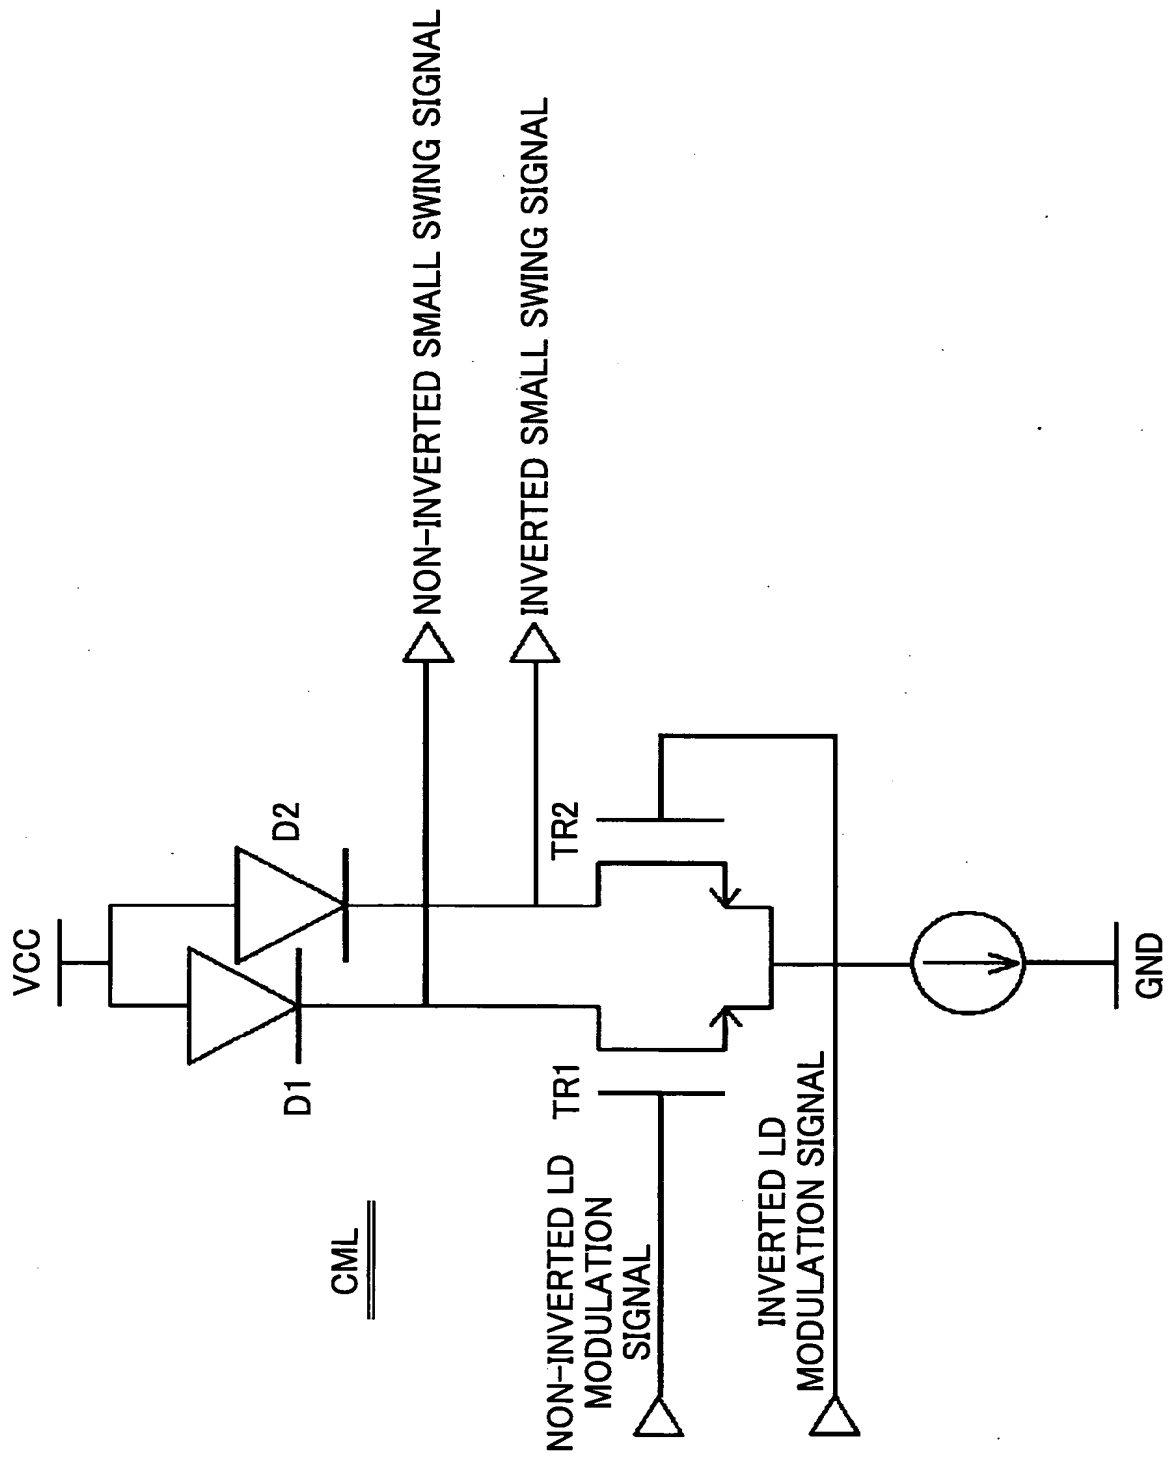 VCC
D1
D2
CML
NON-INVERTED SMALL SWING SIGNAL
INVERTED SMALL SWING SIGNAL
NON-INVERTED LD
MODULATION
SIGNAL
TR1
TR2
INVERTED LD
MODULATION SIGNAL
GND